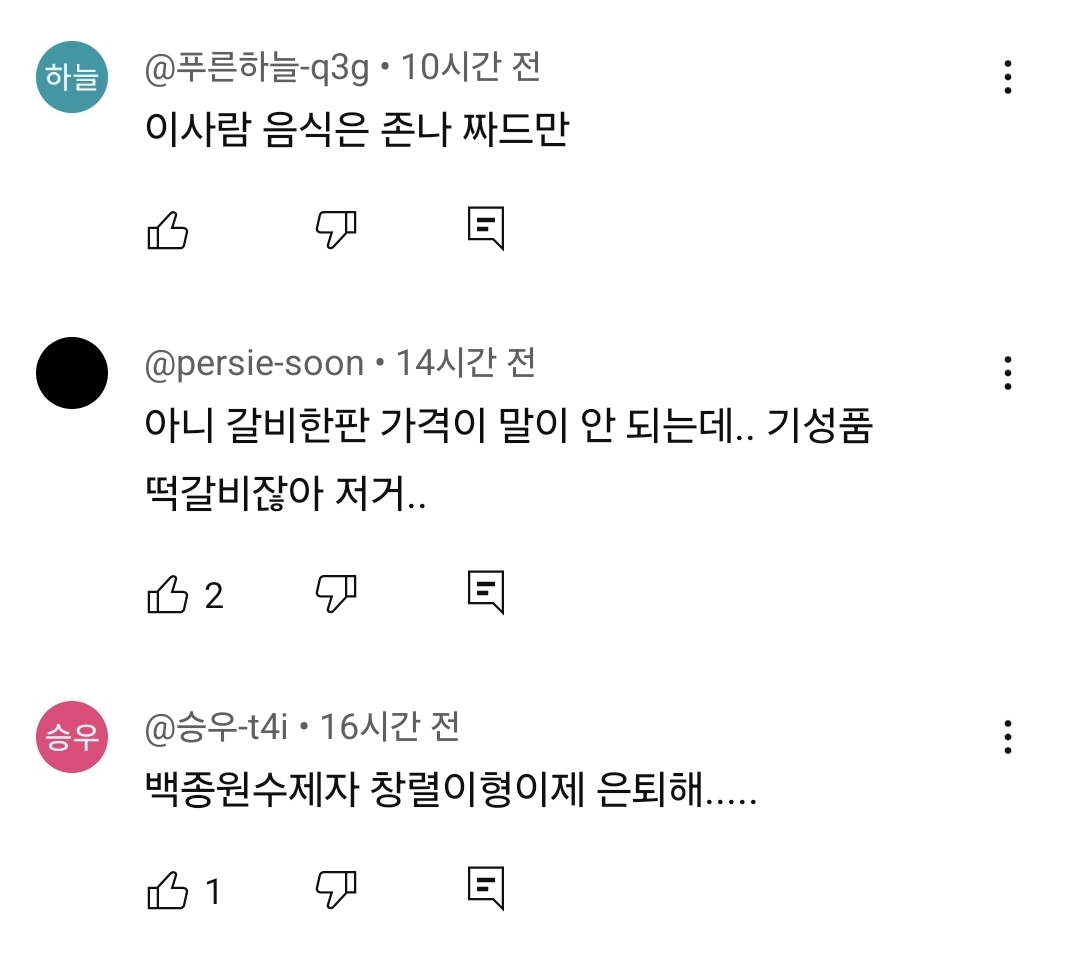 하늘
@푸른하늘-q3g • 10시간 전
이사람 음식은 존나 짜드만
@persie-soon • 14시간 전
아니 갈비한판 가격이 말이 안 되는데.. 기성품
떡갈비잖아 저거..
2
승우
@승우-t4i • 16시간 전
백종원수제자 창렬이형이제 은퇴해.....
1